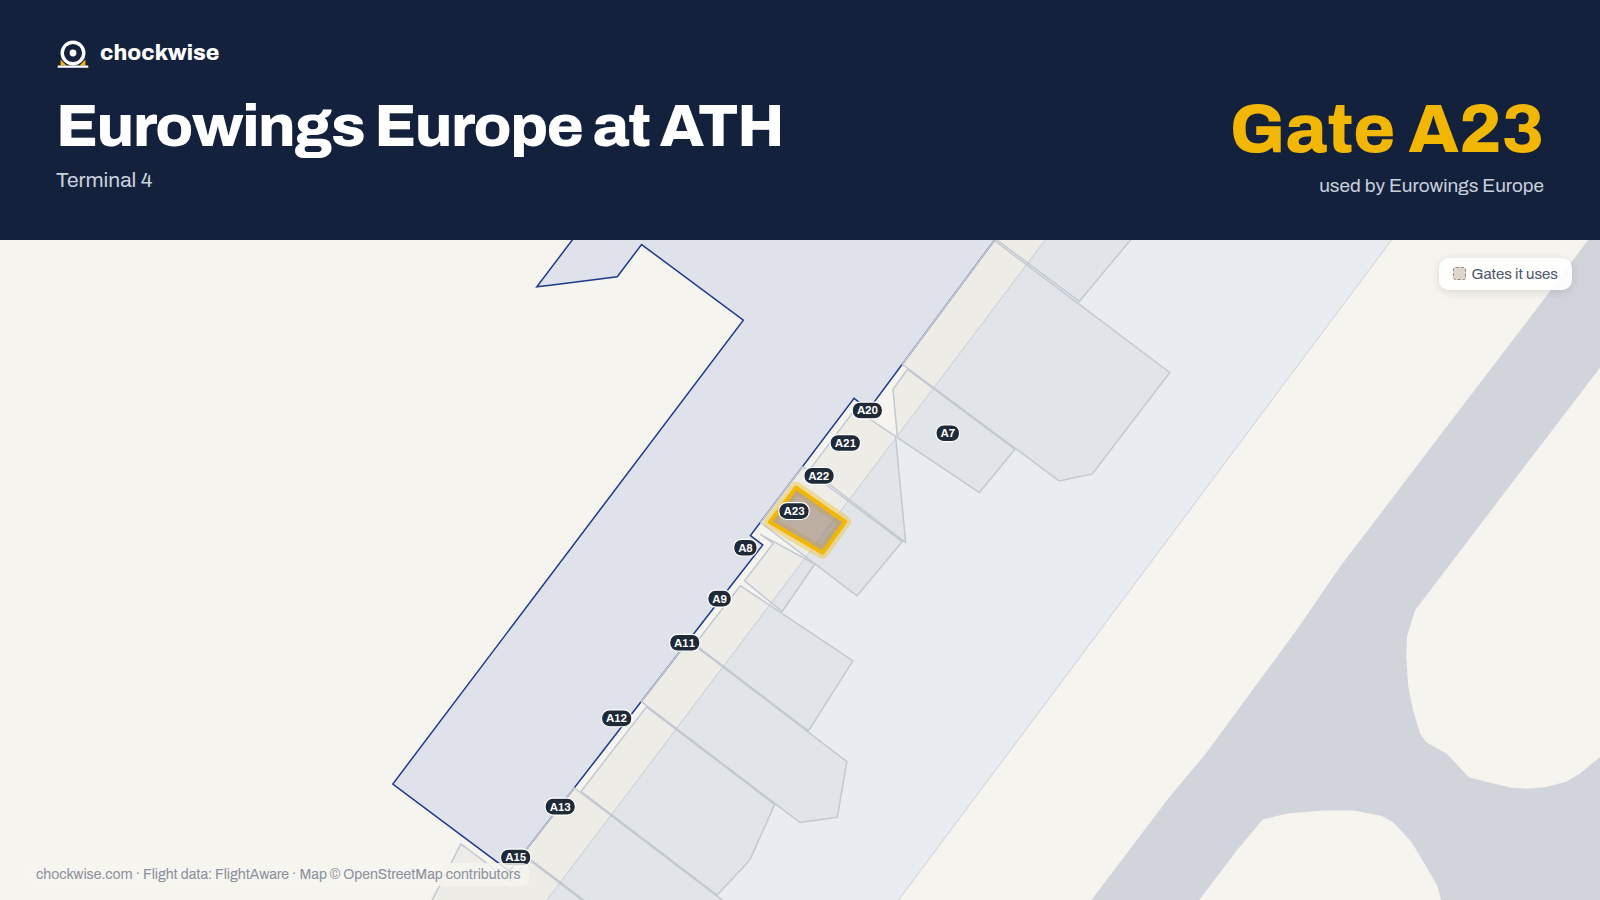 chockwise
Eurowings Europe at ATH
Terminal 4
Gate A23
used by Eurowings Europe
Gates it uses
A20
A7
A21
A22
A23
A8
A9
A11
A12
A13
A15
chockwise.com · Flight data: FlightAware · Map © OpenStreetMap contributors